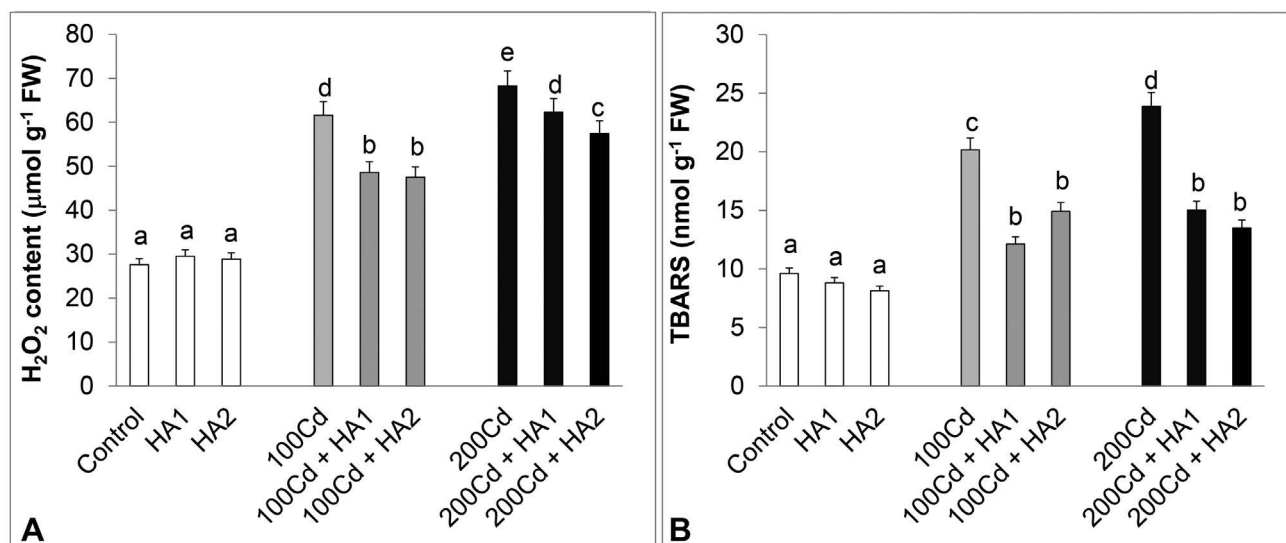 H₂O₂ content (μmol g⁻¹ FW)
80
70
60
50
40
30
20
10
0
a
a
a
d
b
b
e
d
c
Control
HA1
HA2
100Cd
100Cd + HA1
100Cd + HA2
200Cd
200Cd + HA1
200Cd + HA2
A
TBARS (nmol g⁻¹ FW)
30
25
20
15
10
5
0
a
a
a
c
b
b
d
b
b
Control
HA1
HA2
100Cd
100Cd + HA1
100Cd + HA2
200Cd
200Cd + HA1
200Cd + HA2
B